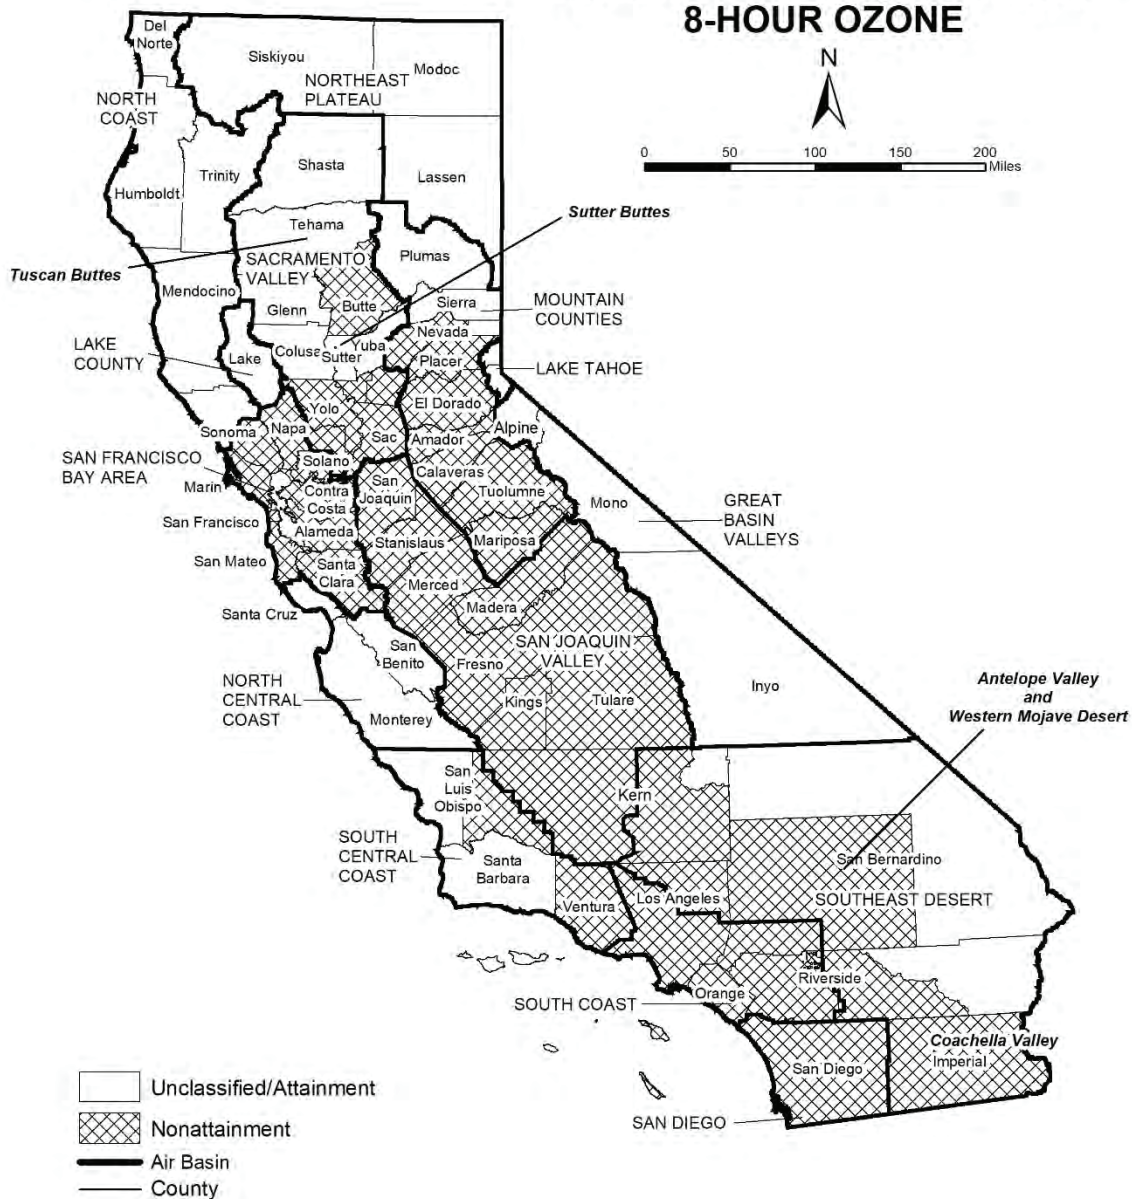 8-HOUR OZONE
N
0 50 100 150 200
Miles
Del
Norte
Siskiyou
Modoc
NORTHEAST
PLATEAU
NORTH
COAST
Shasta
Trinity
Lassen
Humboldt
Sutter Buttes
Tehama
Plumas
SACRAMENTO
VALLEY
Tuscan Buttes
Mendocino
Glenn
Butte
Sierra
MOUNTAIN
COUNTIES
Nevada
LAKE
COUNTY
Lake
Colusa
Sutter
Yuba
Placer
LAKE TAHOE
Yolo
El Dorado
Sonoma
Napa
Sac
Amador
Alpine
SAN FRANCISCO
BAY AREA
Solano
Calaveras
Marin
Contra
Costa
San
Joaquin
Tuolumne
Mono
GREAT
BASIN
VALLEYS
San Francisco
Alameda
Stanislaus
Mariposa
San Mateo
Santa
Clara
Merced
Santa Cruz
Madera
San
Benito
Fresno
SAN JOAQUIN
VALLEY
NORTH
CENTRAL
COAST
Monterey
Kings
Tulare
Inyo
Antelope Valley
and
Western Mojave Desert
San
Luis
Obispo
Kern
SOUTH
CENTRAL
COAST
Santa
Barbara
San Bernardino
Ventura
Los Angeles
SOUTHEAST DESERT
Riverside
Orange
SOUTH COAST
Coachella Valley
Imperial
San Diego
SAN DIEGO
Unclassified/Attainment
Nonattainment
Air Basin
County